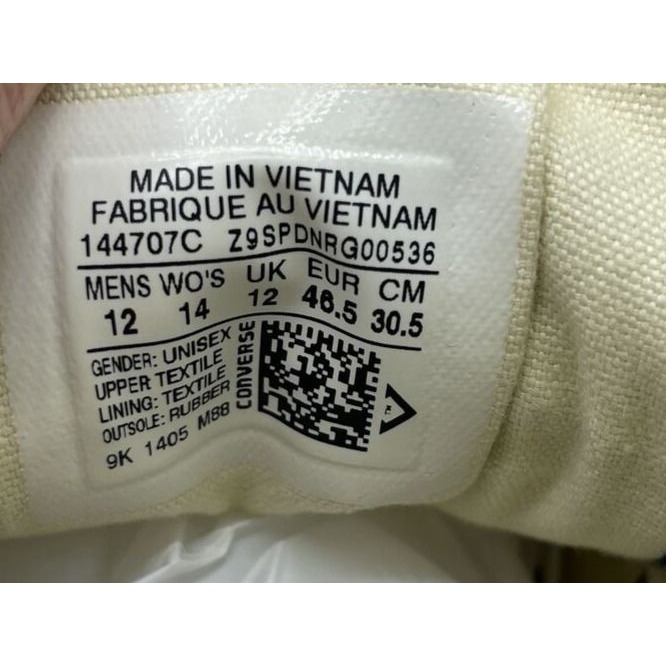 MADE IN VIETNAM
FABRIQUE AU VIETNAM
144707C Z9SPDNRG00536
MENS WO'S UK EUR CM
12 14 12 46.5 30.5
GENDER: UNISEX
UPPER: TEXTILE
LINING: TEXTILE
OUTSOLE: RUBBER
9K 1405 M88
CONVERSE